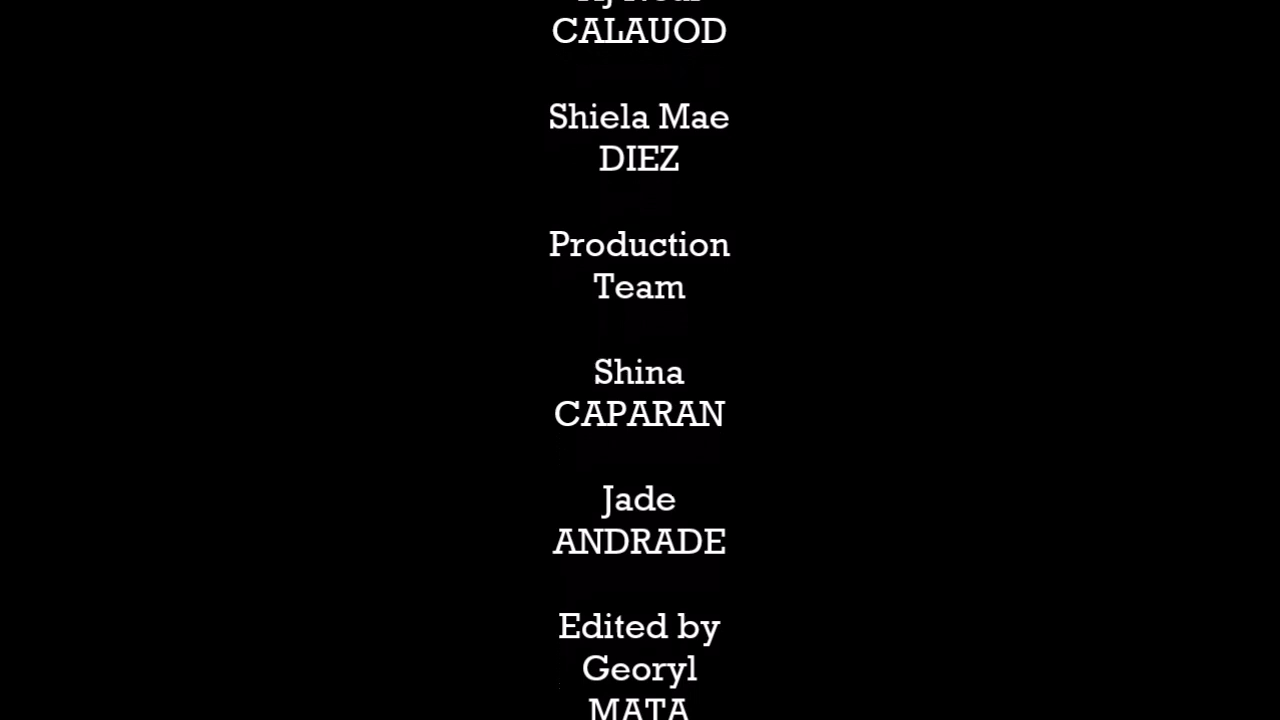 CALAUOD
Shiela Mae
DIEZ
Production
Team
Shina
CAPARAN
Jade
ANDRADE
Edited by
Georyl
MATA